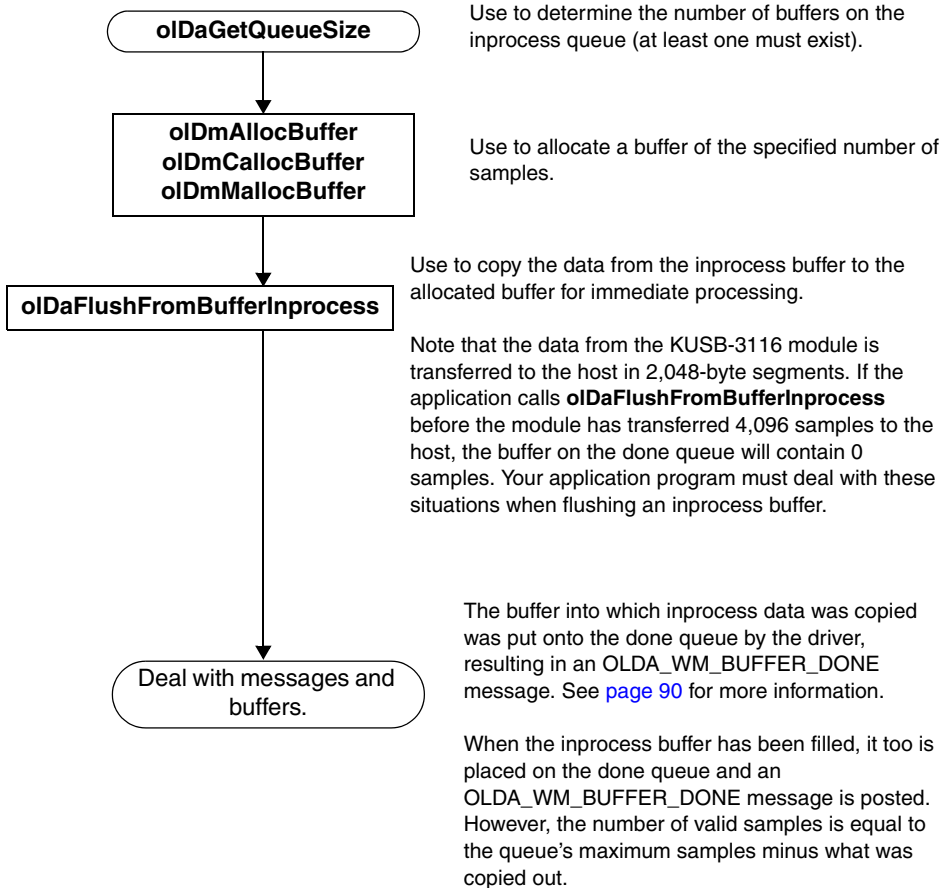 olDaGetQueueSize
Use to determine the number of buffers on the
inprocess queue (at least one must exist).
olDmAllocBuffer
olDmCallocBuffer
olDmMallocBuffer
Use to allocate a buffer of the specified number of
samples.
olDaFlushFromBufferInprocess
Use to copy the data from the inprocess buffer to the
allocated buffer for immediate processing.
Note that the data from the KUSB-3116 module is
transferred to the host in 2,048-byte segments. If the
application calls olDaFlushFromBufferInprocess
before the module has transferred 4,096 samples to the
host, the buffer on the done queue will contain 0
samples. Your application program must deal with these
situations when flushing an inprocess buffer.
Deal with messages and
buffers.
The buffer into which inprocess data was copied
was put onto the done queue by the driver,
resulting in an OLDA_WM_BUFFER_DONE
message. See page 90 for more information.
When the inprocess buffer has been filled, it too is
placed on the done queue and an
OLDA_WM_BUFFER_DONE message is posted.
However, the number of valid samples is equal to
the queue's maximum samples minus what was
copied out.